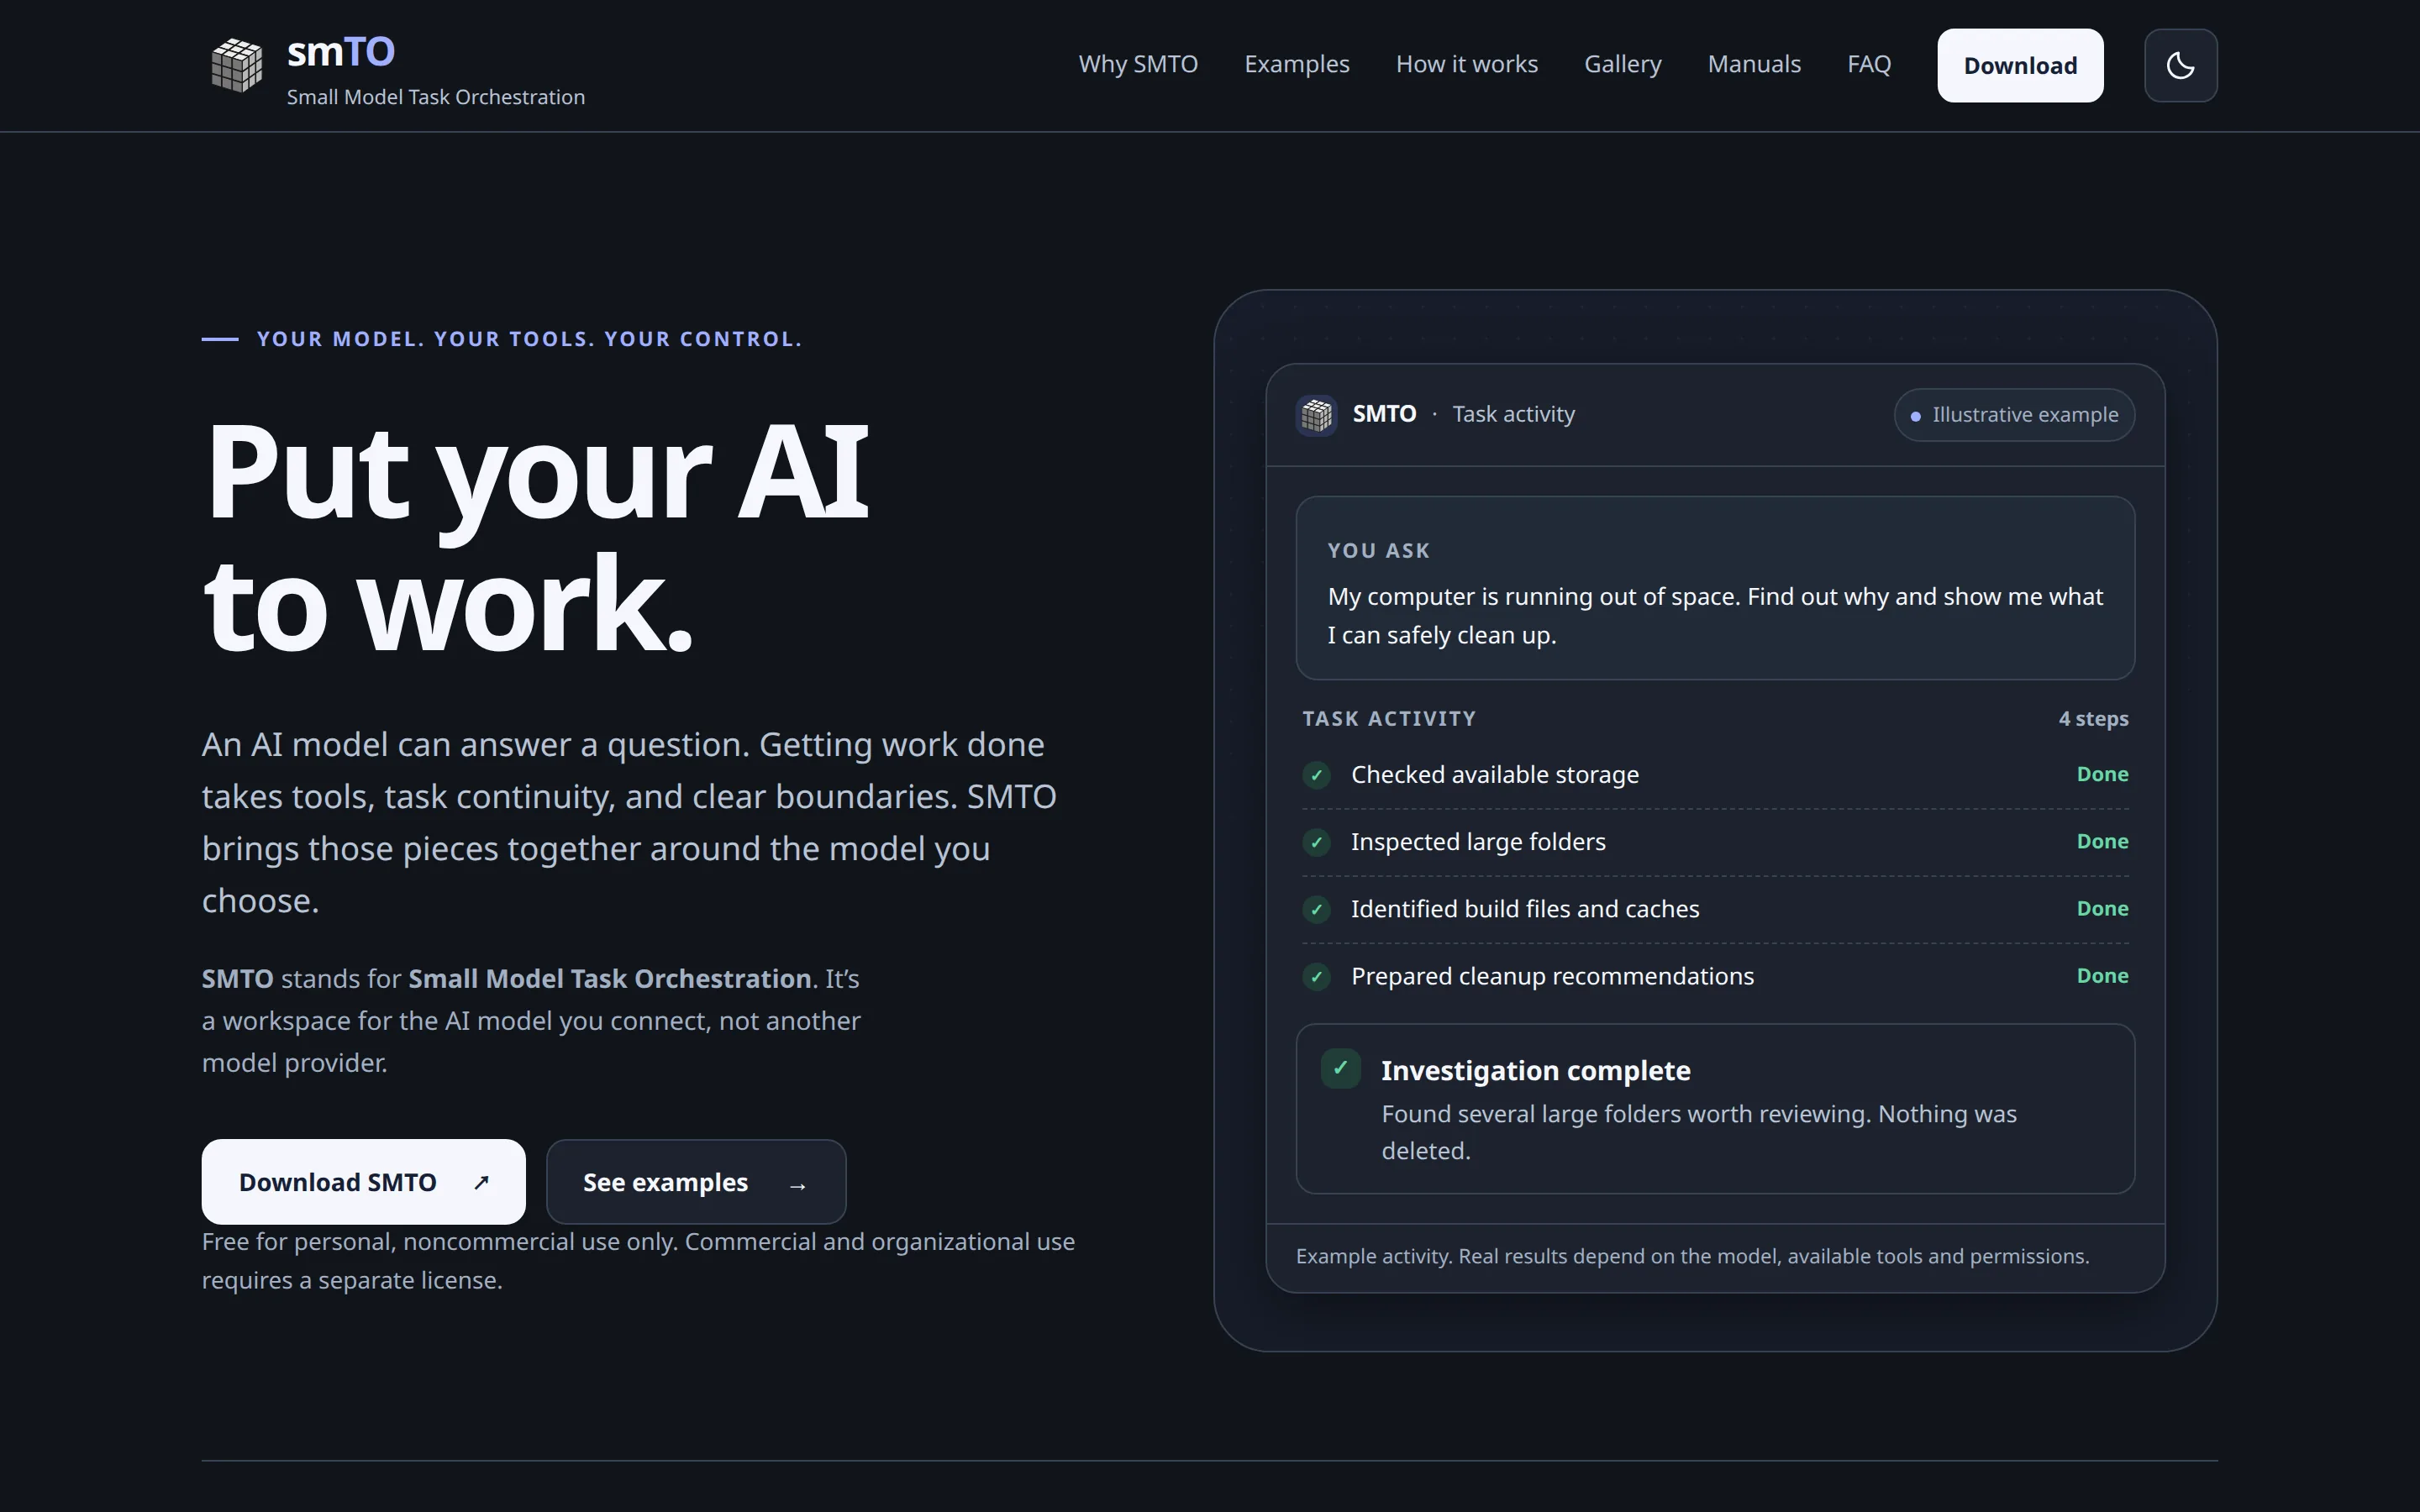 smTO
Small Model Task Orchestration
Why SMTO
Examples
How it works
Gallery
Manuals
FAQ
Download
YOUR MODEL. YOUR TOOLS. YOUR CONTROL.
Put your AI
to work.
An AI model can answer a question. Getting work done
takes tools, task continuity, and clear boundaries. SMTO
brings those pieces together around the model you
choose.
SMTO stands for Small Model Task Orchestration. It’s
a workspace for the AI model you connect, not another
model provider.
Download SMTO ↗
See examples →
Free for personal, noncommercial use only. Commercial and organizational use
requires a separate license.
SMTO · Task activity
Illustrative example
YOU ASK
My computer is running out of space. Find out why and show me what
I can safely clean up.
TASK ACTIVITY
4 steps
✓ Checked available storage Done
✓ Inspected large folders Done
✓ Identified build files and caches Done
✓ Prepared cleanup recommendations Done
✓ Investigation complete
Found several large folders worth reviewing. Nothing was
deleted.
Example activity. Real results depend on the model, available tools and permissions.